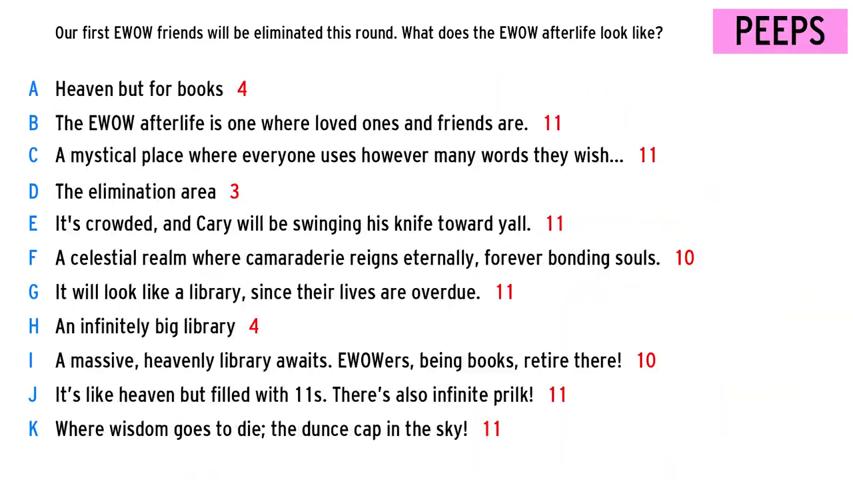 Our first EWOW friends will be eliminated this round. What does the EWOW afterlife look like?
PEEPS
A Heaven but for books 4
B The EWOW afterlife is one where loved ones and friends are. 11
C A mystical place where everyone uses however many words they wish... 11
D The elimination area 3
E It's crowded, and Cary will be swinging his knife toward yall. 11
F A celestial realm where camaraderie reigns eternally, forever bonding souls. 10
G It will look like a library, since their lives are overdue. 11
H An infinitely big library 4
I A massive, heavenly library awaits. EWOWers, being books, retire there! 10
J It’s like heaven but filled with 11s. There’s also infinite prilk! 11
K Where wisdom goes to die; the dunce cap in the sky! 11